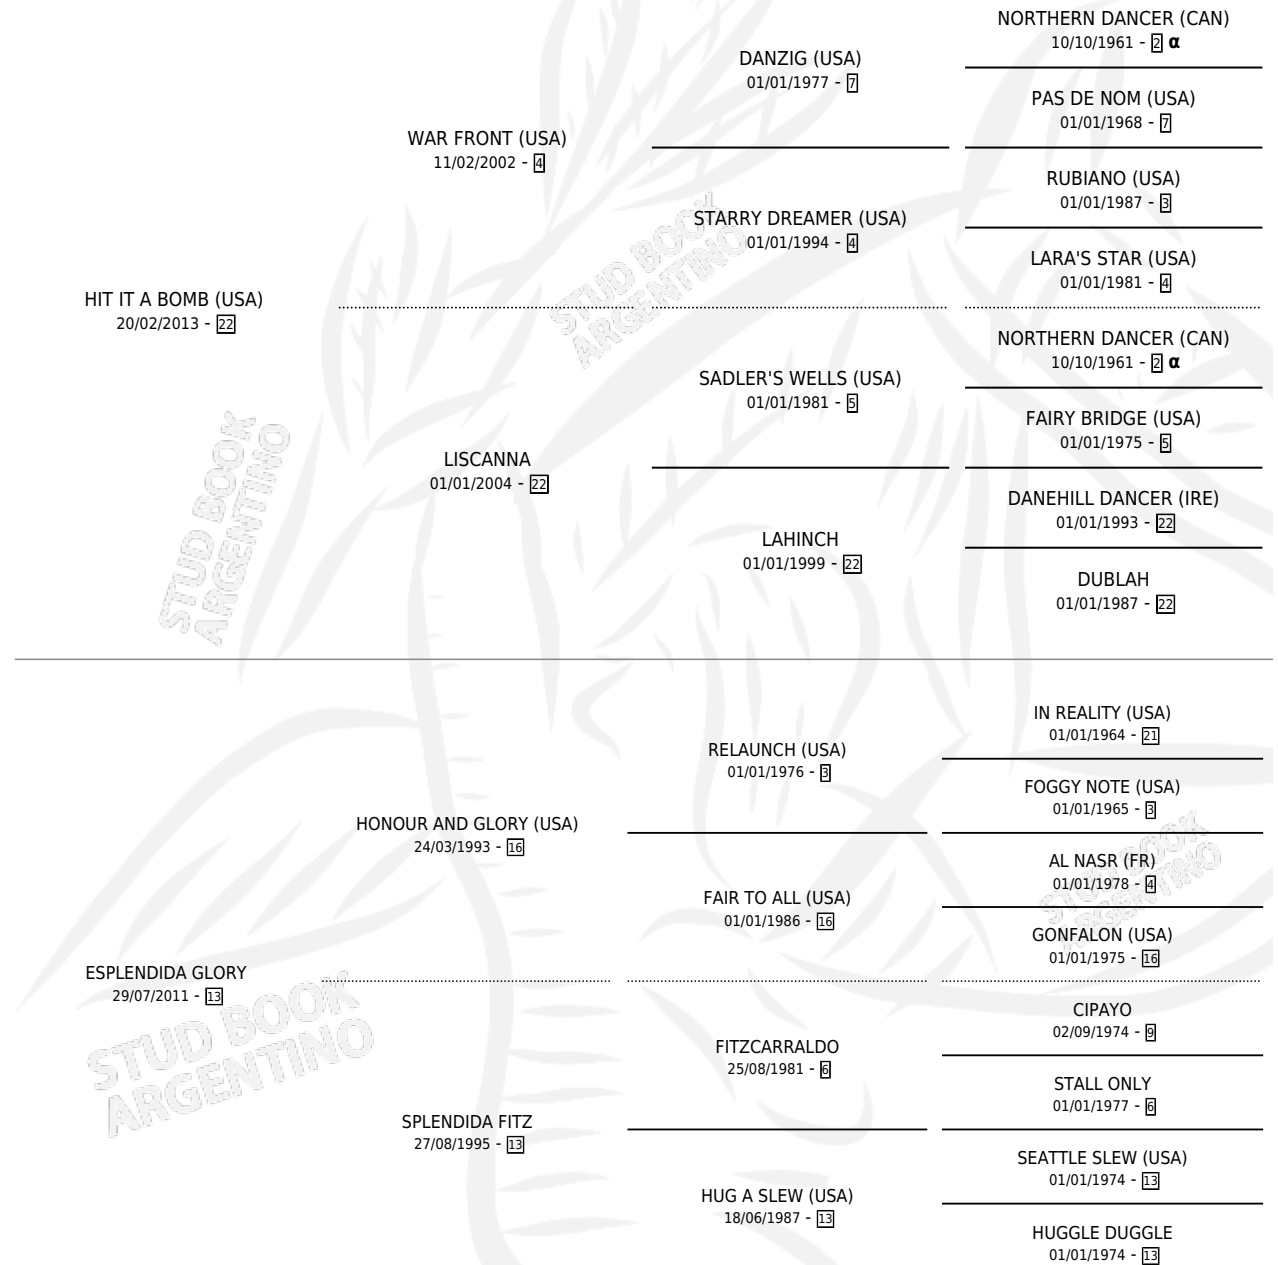 NORTHERN DANCER (CAN)
10/10/1961 - 2 α
DANZIG (USA)
01/01/1977 - 7
PAS DE NOM (USA)
01/01/1968 - 7
WAR FRONT (USA)
11/02/2002 - 4
RUBIANO (USA)
01/01/1987 - 3
STARRY DREAMER (USA)
01/01/1994 - 4
LARA'S STAR (USA)
01/01/1981 - 4
HIT IT A BOMB (USA)
20/02/2013 - 22
NORTHERN DANCER (CAN)
10/10/1961 - 2 α
SADLER'S WELLS (USA)
01/01/1981 - 5
FAIRY BRIDGE (USA)
01/01/1975 - 5
LISCANNA
01/01/2004 - 22
DANEHILL DANCER (IRE)
01/01/1993 - 22
LAHINCH
01/01/1999 - 22
DUBLAH
01/01/1987 - 22
IN REALITY (USA)
01/01/1964 - 21
RELAUNCH (USA)
01/01/1976 - 3
FOGGY NOTE (USA)
01/01/1965 - 3
HONOUR AND GLORY (USA)
24/03/1993 - 16
AL NASR (FR)
01/01/1978 - 4
FAIR TO ALL (USA)
01/01/1986 - 16
GONFALON (USA)
01/01/1975 - 16
ESPLENDIDA GLORY
29/07/2011 - 13
CIPAYO
02/09/1974 - 9
FITZCARRALDO
25/08/1981 - 6
STALL ONLY
01/01/1977 - 6
SPLENDIDA FITZ
27/08/1995 - 13
SEATTLE SLEW (USA)
01/01/1974 - 13
HUG A SLEW (USA)
18/06/1987 - 13
HUGGLE DUGGLE
01/01/1974 - 13
STUD BOOK
ARGENTINO
STUD BOOK
ARGENTINO
STUD BOOK
ARGENTINO
STUD BOOK
ARGENTINO